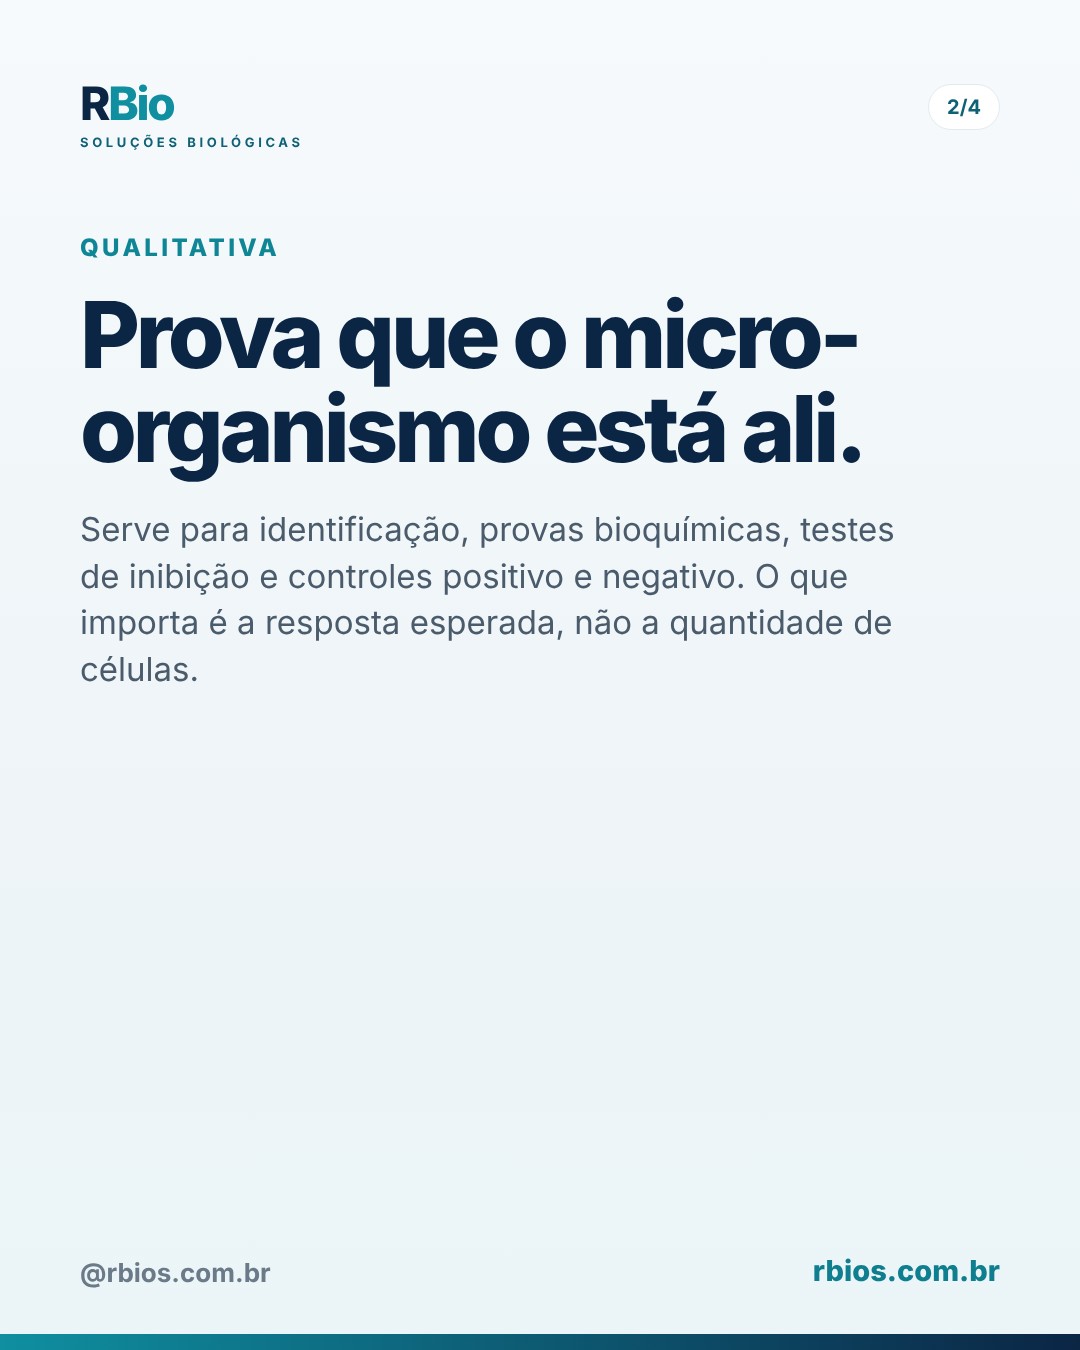 RBio
SOLUÇÕES BIOLÓGICAS
2/4
QUALITATIVA
Prova que o micro-
organismo está ali.
Serve para identificação, provas bioquímicas, testes
de inibição e controles positivo e negativo. O que
importa é a resposta esperada, não a quantidade de
células.
@rbios.com.br
rbios.com.br